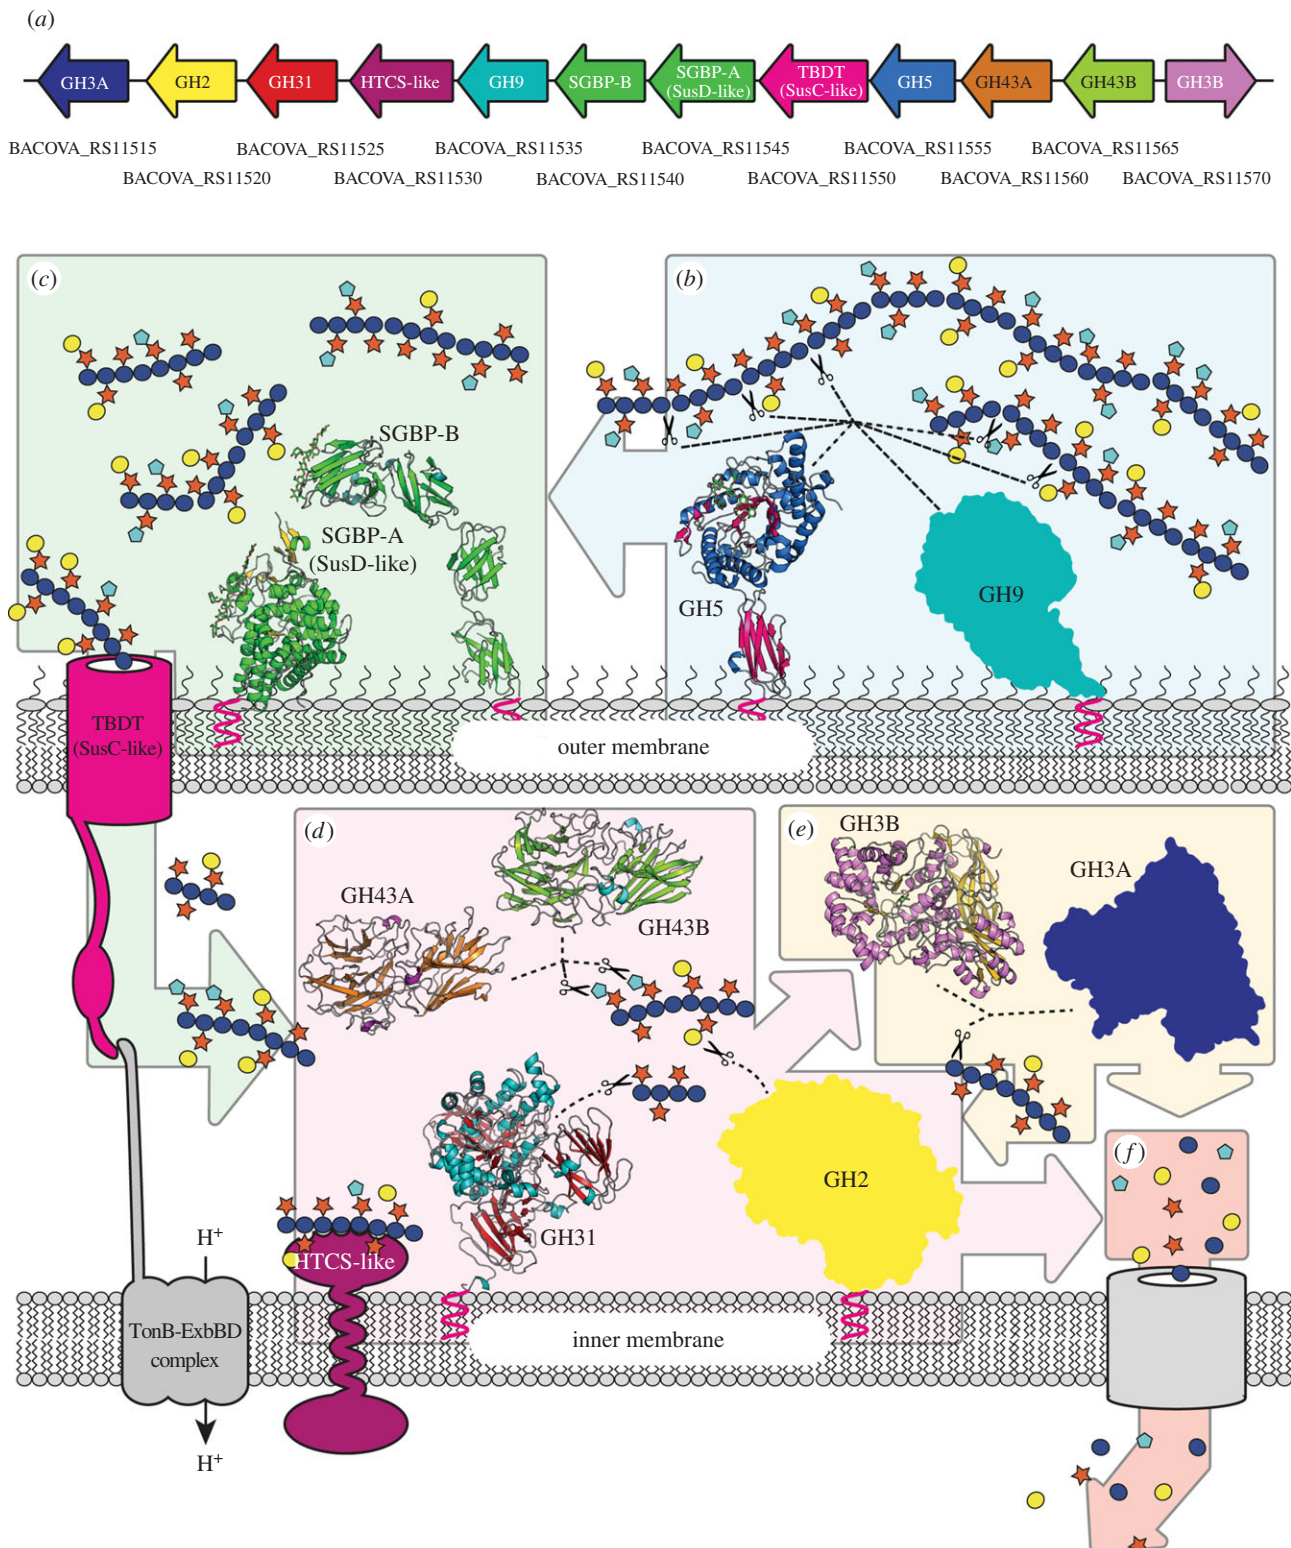 (a)
GH3A GH2 GH31 HTCS-like GH9 SGBP-B SGBP-A (SusD-like) TBDT (SusC-like) GH5 GH43A GH43B GH3B
BACOVA_RS11515 BACOVA_RS11525 BACOVA_RS11535 BACOVA_RS11545 BACOVA_RS11555 BACOVA_RS11565
BACOVA_RS11520 BACOVA_RS11530 BACOVA_RS11540 BACOVA_RS11550 BACOVA_RS11560 BACOVA_RS11570
(c)
(b)
SGBP-B
SGBP-A
(SusD-like)
GH5
GH9
TBDT
(SusC-like)
outer membrane
(d)
(e)
GH3B
GH3A
GH43A
GH43B
GH2
GH31
(f)
HTCS-like
H+
TonB-ExbBD
complex
inner membrane
H+